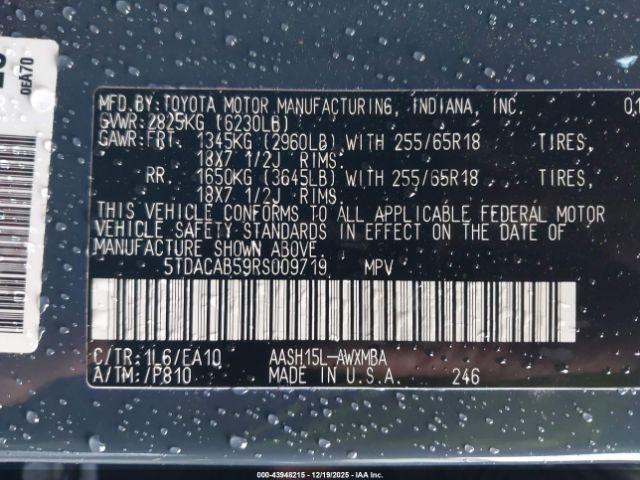 0EA70
MFD.BY:TOYOTA MOTOR MANUFACTURING, INDIANA, INC.
GVWR:2825KG (6230LB)
GAWR:FRT. 1345KG (2960LB) WITH 255/65R18 TIRES,
18X7 1/2J RIMS.
RR. 1650KG (3645LB) WITH 255/65R18 TIRES,
18X7 1/2J RIMS.
THIS VEHICLE CONFORMS TO ALL APPLICABLE FEDERAL MOTOR
VEHICLE SAFETY STANDARDS IN EFFECT ON THE DATE OF
MANUFACTURE SHOWN ABOVE.
5TDACAB59RS009719 MPV
C/TR:1L6/EA10 AASH15L-AWXMBA
A/TM:/P810 MADE IN U.S.A. 246
000-43948215 - 12/19/2025 - IAAI.COM